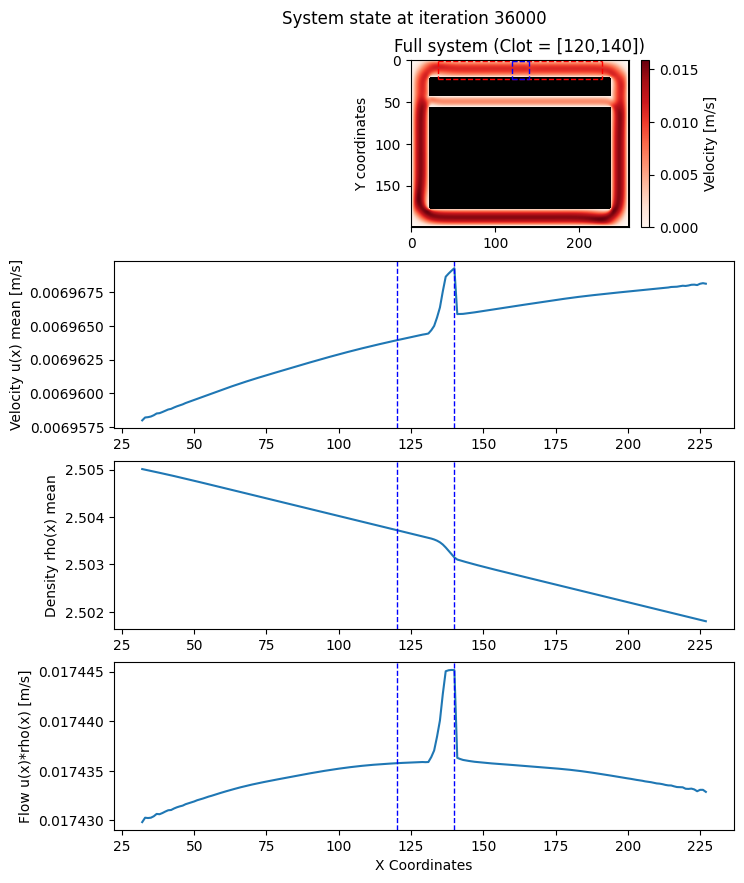 System state at iteration 36000
Full system (Clot = [120,140])
0
50
100
150
Y coordinates
0 100 200
0.015
0.010
0.005
0.000
Velocity [m/s]
0.0069675
0.0069650
0.0069625
0.0069600
0.0069575
Velocity u(x) mean [m/s]
25 50 75 100 125 150 175 200 225
2.505
2.504
2.503
2.502
Density rho(x) mean
25 50 75 100 125 150 175 200 225
0.017445
0.017440
0.017435
0.017430
Flow u(x)*rho(x) [m/s]
25 50 75 100 125 150 175 200 225
X Coordinates